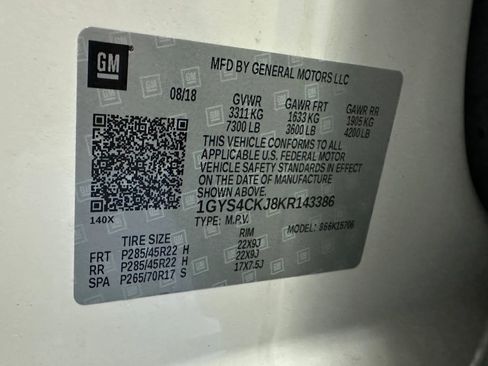 GM
MFD BY GENERAL MOTORS LLC
08/18 GVWR GAWR FRT GAWR RR
3311 KG 1633 KG 1905 KG
7300 LB 3600 LB 4200 LB
THIS VEHICLE CONFORMS TO ALL
APPLICABLE U.S. FEDERAL MOTOR
VEHICLE SAFETY STANDARDS IN EFFECT
ON THE DATE OF MANUFACTURE
SHOWN ABOVE
1GYS4CKJ8KR143386
140X TYPE: M.P.V. MODEL:
TIRE SIZE RIM
FRT P285/45R22 H 22X9J
RR P285/45R22 H 22X9J
SPA P265/70R17 S 17X7.5J